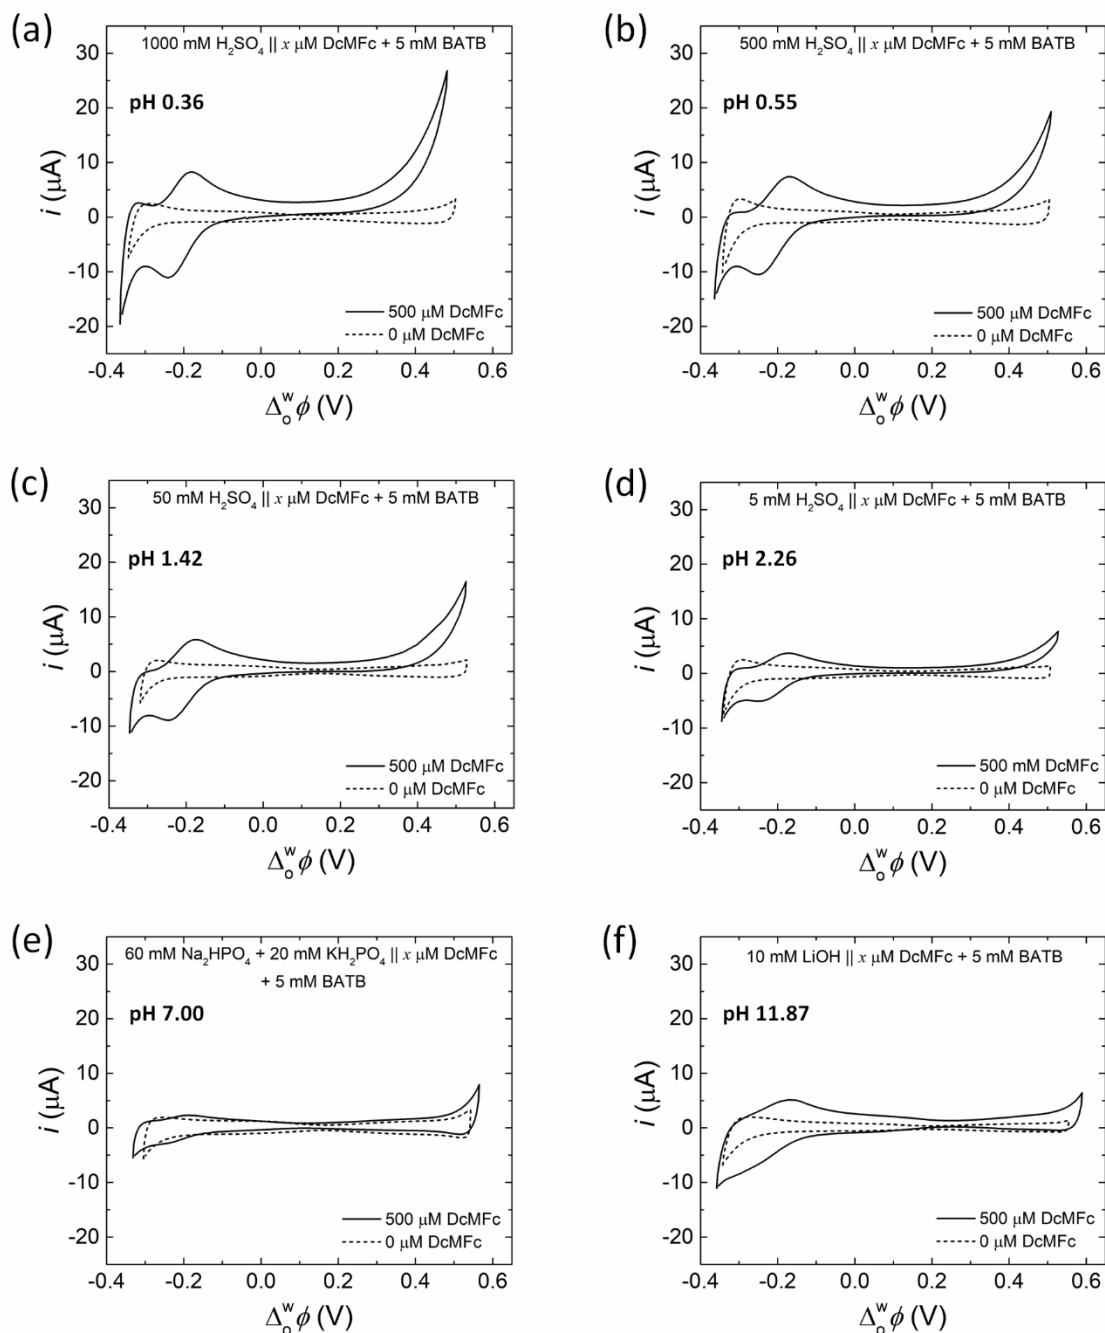 (a)
1000 mM H₂SO₄ || x μM DcMFc + 5 mM BATB
pH 0.36
30
20
10
0
-10
-20
i (μA)
500 μM DcMFc
0 μM DcMFc
-0.4 -0.2 0.0 0.2 0.4 0.6
Δ_o^w ϕ (V)
(b)
500 mM H₂SO₄ || x μM DcMFc + 5 mM BATB
pH 0.55
30
20
10
0
-10
-20
i (μA)
500 μM DcMFc
0 μM DcMFc
-0.4 -0.2 0.0 0.2 0.4 0.6
Δ_o^w ϕ (V)
(c)
50 mM H₂SO₄ || x μM DcMFc + 5 mM BATB
pH 1.42
30
20
10
0
-10
-20
i (μA)
500 μM DcMFc
0 μM DcMFc
-0.4 -0.2 0.0 0.2 0.4 0.6
Δ_o^w ϕ (V)
(d)
5 mM H₂SO₄ || x μM DcMFc + 5 mM BATB
pH 2.26
30
20
10
0
-10
-20
i (μA)
500 mM DcMFc
0 μM DcMFc
-0.4 -0.2 0.0 0.2 0.4 0.6
Δ_o^w ϕ (V)
(e)
60 mM Na₂HPO₄ + 20 mM KH₂PO₄ || x μM DcMFc
+ 5 mM BATB
pH 7.00
30
20
10
0
-10
-20
i (μA)
500 μM DcMFc
0 μM DcMFc
-0.4 -0.2 0.0 0.2 0.4 0.6
Δ_o^w ϕ (V)
(f)
10 mM LiOH || x μM DcMFc + 5 mM BATB
pH 11.87
30
20
10
0
-10
-20
i (μA)
500 μM DcMFc
0 μM DcMFc
-0.4 -0.2 0.0 0.2 0.4 0.6
Δ_o^w ϕ (V)